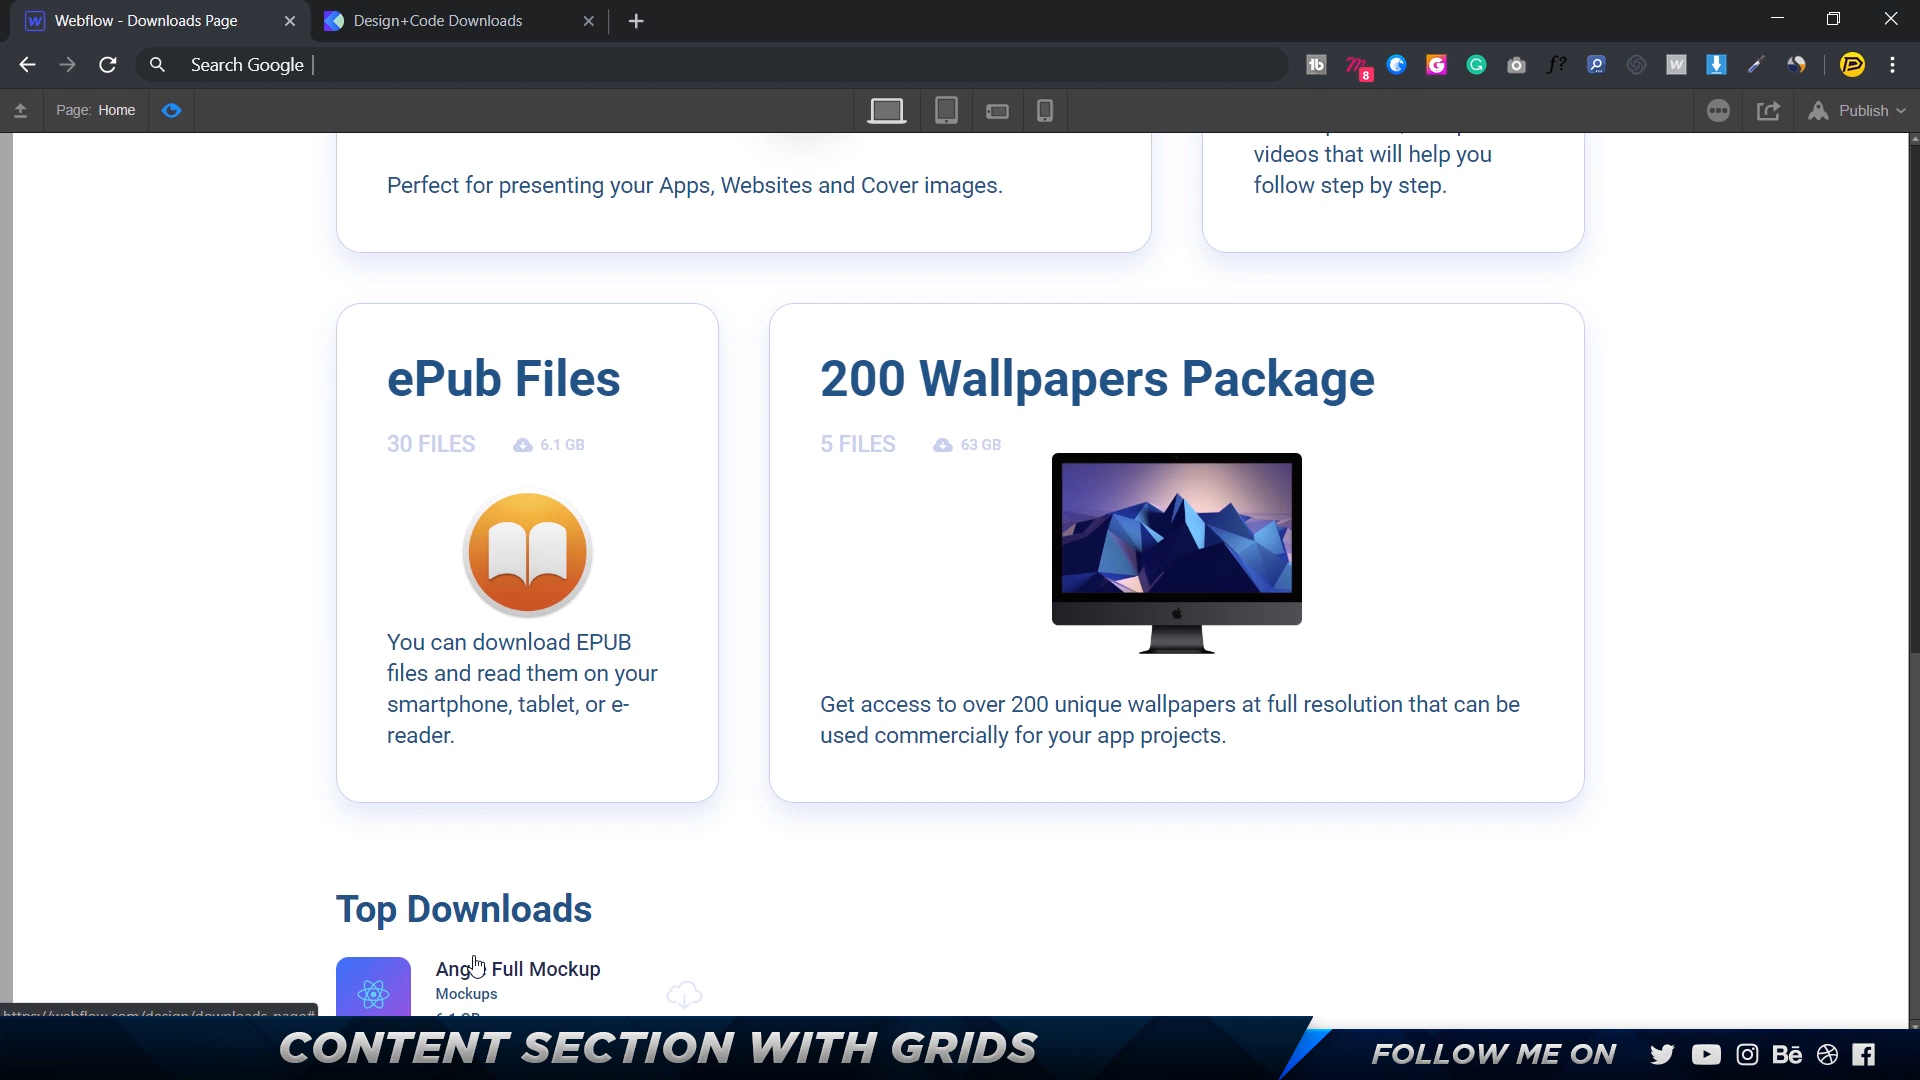 Webflow - Downloads Page
Design+Code Downloads
Search Google
8
Page: Home
Publish
videos that will help you
follow step by step.
Perfect for presenting your Apps, Websites and Cover images.
ePub Files
30 FILES 6.1 GB
You can download EPUB
files and read them on your
smartphone, tablet, or e-
reader.
200 Wallpapers Package
5 FILES 63 GB
Get access to over 200 unique wallpapers at full resolution that can be
used commercially for your app projects.
Top Downloads
Angle Full Mockup
Mockups
CONTENT SECTION WITH GRIDS
FOLLOW ME ON